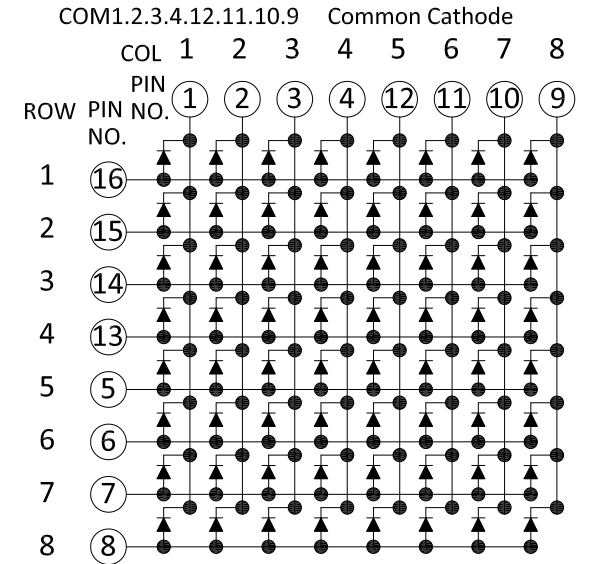 COM1.2.3.4.12.11.10.9 Common Cathode
COL 1 2 3 4 5 6 7 8
PIN NO. 1 2 3 4 12 11 10 9
ROW PIN NO.
1 16
2 15
3 14
4 13
5 5
6 6
7 7
8 8